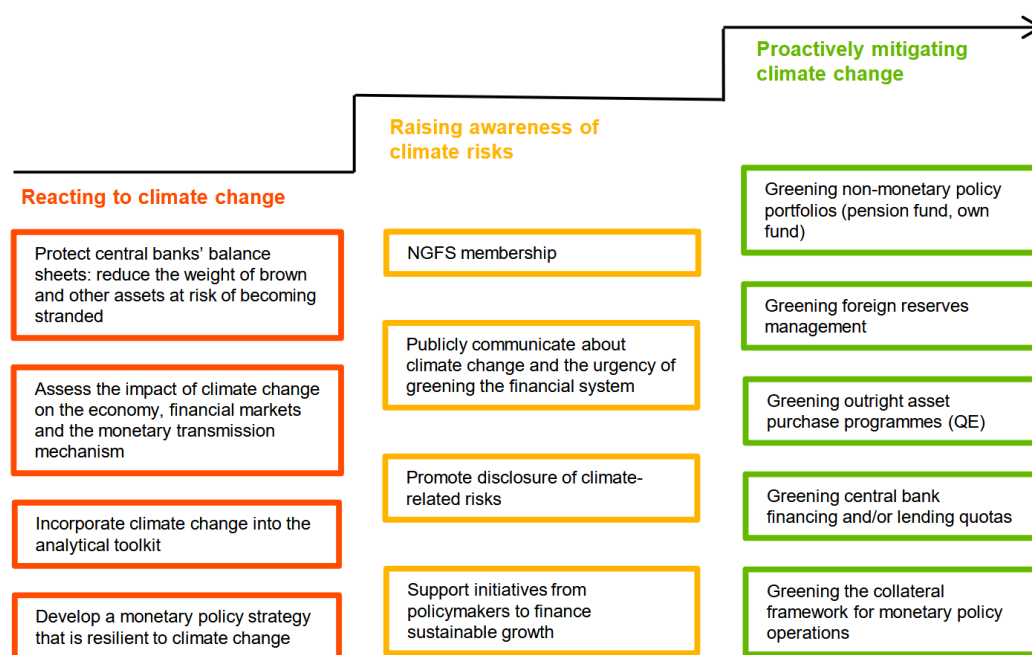 Reacting to climate change
Protect central banks’ balance
sheets: reduce the weight of brown
and other assets at risk of becoming
stranded
Assess the impact of climate change
on the economy, financial markets
and the monetary transmission
mechanism
Incorporate climate change into the
analytical toolkit
Develop a monetary policy strategy
that is resilient to climate change
Raising awareness of
climate risks
NGFS membership
Publicly communicate about
climate change and the urgency of
greening the financial system
Promote disclosure of climate-
related risks
Support initiatives from
policymakers to finance
sustainable growth
Proactively mitigating
climate change
Greening non-monetary policy
portfolios (pension fund, own
fund)
Greening foreign reserves
management
Greening outright asset
purchase programmes (QE)
Greening central bank
financing and/or lending quotas
Greening the collateral
framework for monetary policy
operations